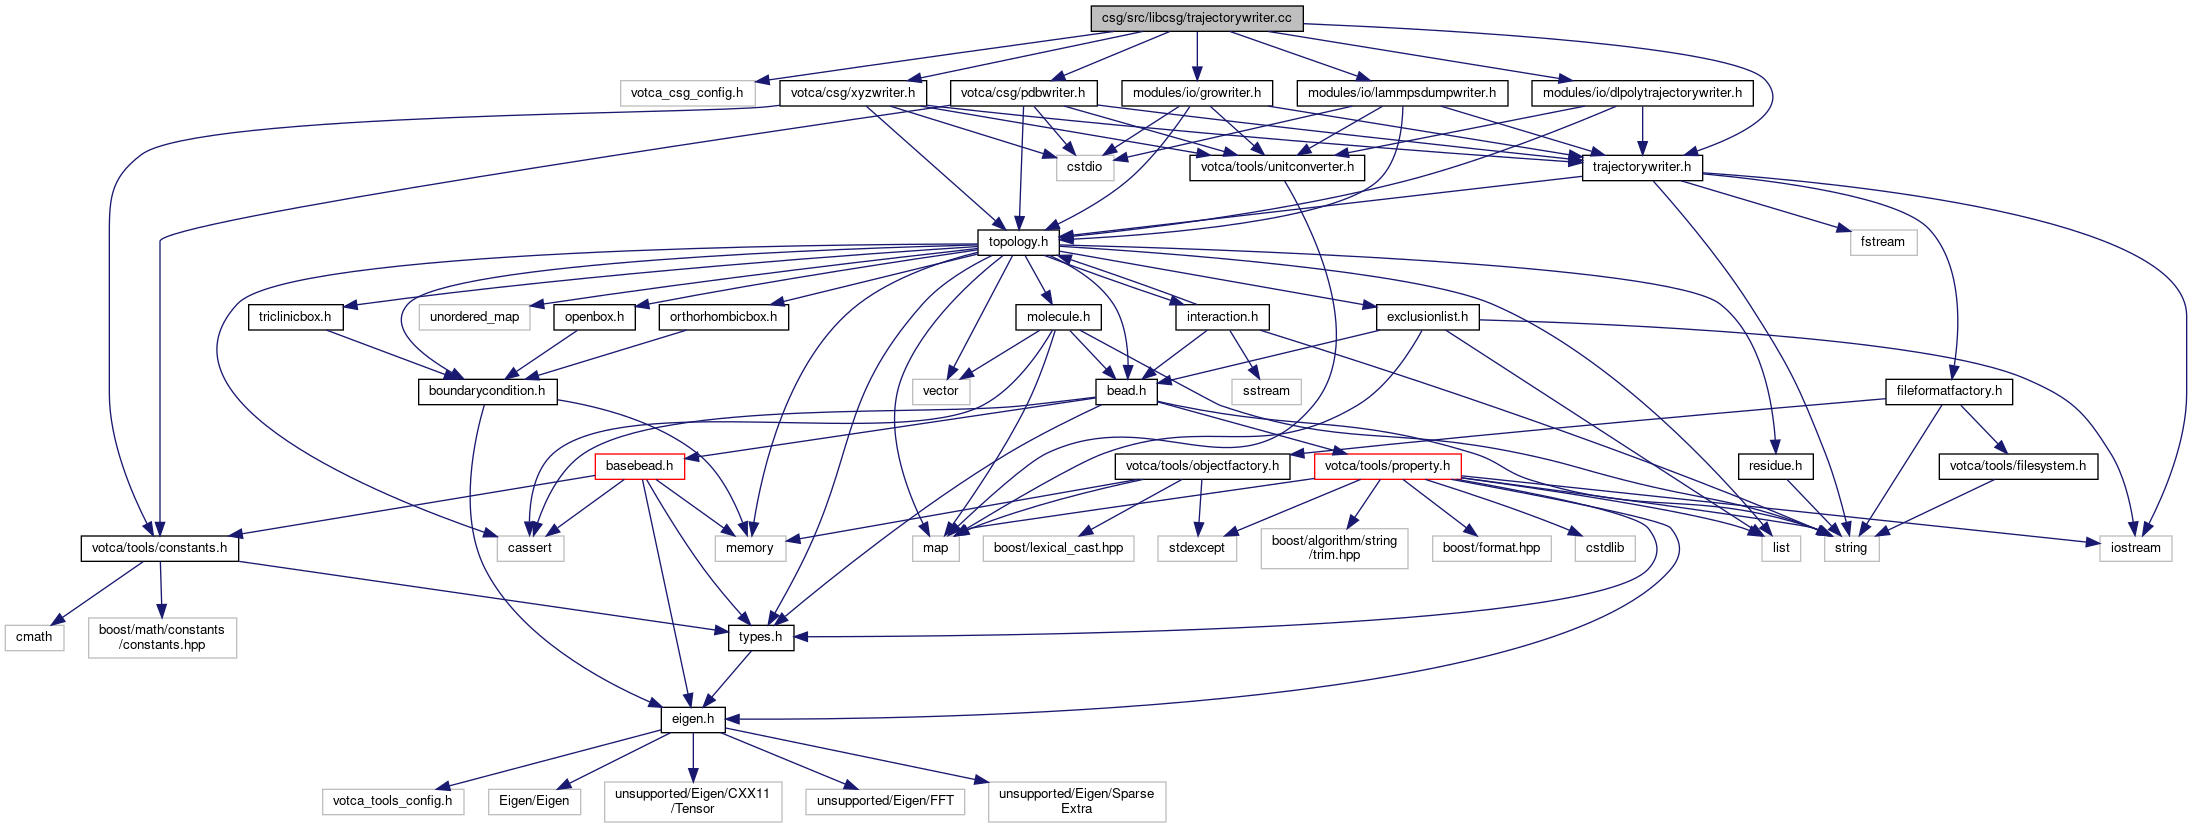 csg/src/libcsg/trajectorywriter.cc
votca_csg_config.h
votca/csg/xyzwriter.h
votca/csg/pdbwriter.h
modules/io/growriter.h
modules/io/lammpsdumpwriter.h
modules/io/dlpolytrajectorywriter.h
cstdio
votca/tools/unitconverter.h
trajectorywriter.h
topology.h
fstream
triclinicbox.h
unordered_map
openbox.h
orthorhombicbox.h
molecule.h
interaction.h
exclusionlist.h
boundarycondition.h
vector
bead.h
sstream
fileformatfactory.h
basebead.h
votca/tools/objectfactory.h
votca/tools/property.h
residue.h
votca/tools/filesystem.h
votca/tools/constants.h
cassert
memory
map
boost/lexical_cast.hpp
stdexcept
boost/algorithm/string
/trim.hpp
boost/format.hpp
cstdlib
list
string
iostream
cmath
boost/math/constants
/constants.hpp
types.h
eigen.h
votca_tools_config.h
Eigen/Eigen
unsupported/Eigen/CXX11
/Tensor
unsupported/Eigen/FFT
unsupported/Eigen/Sparse
Extra